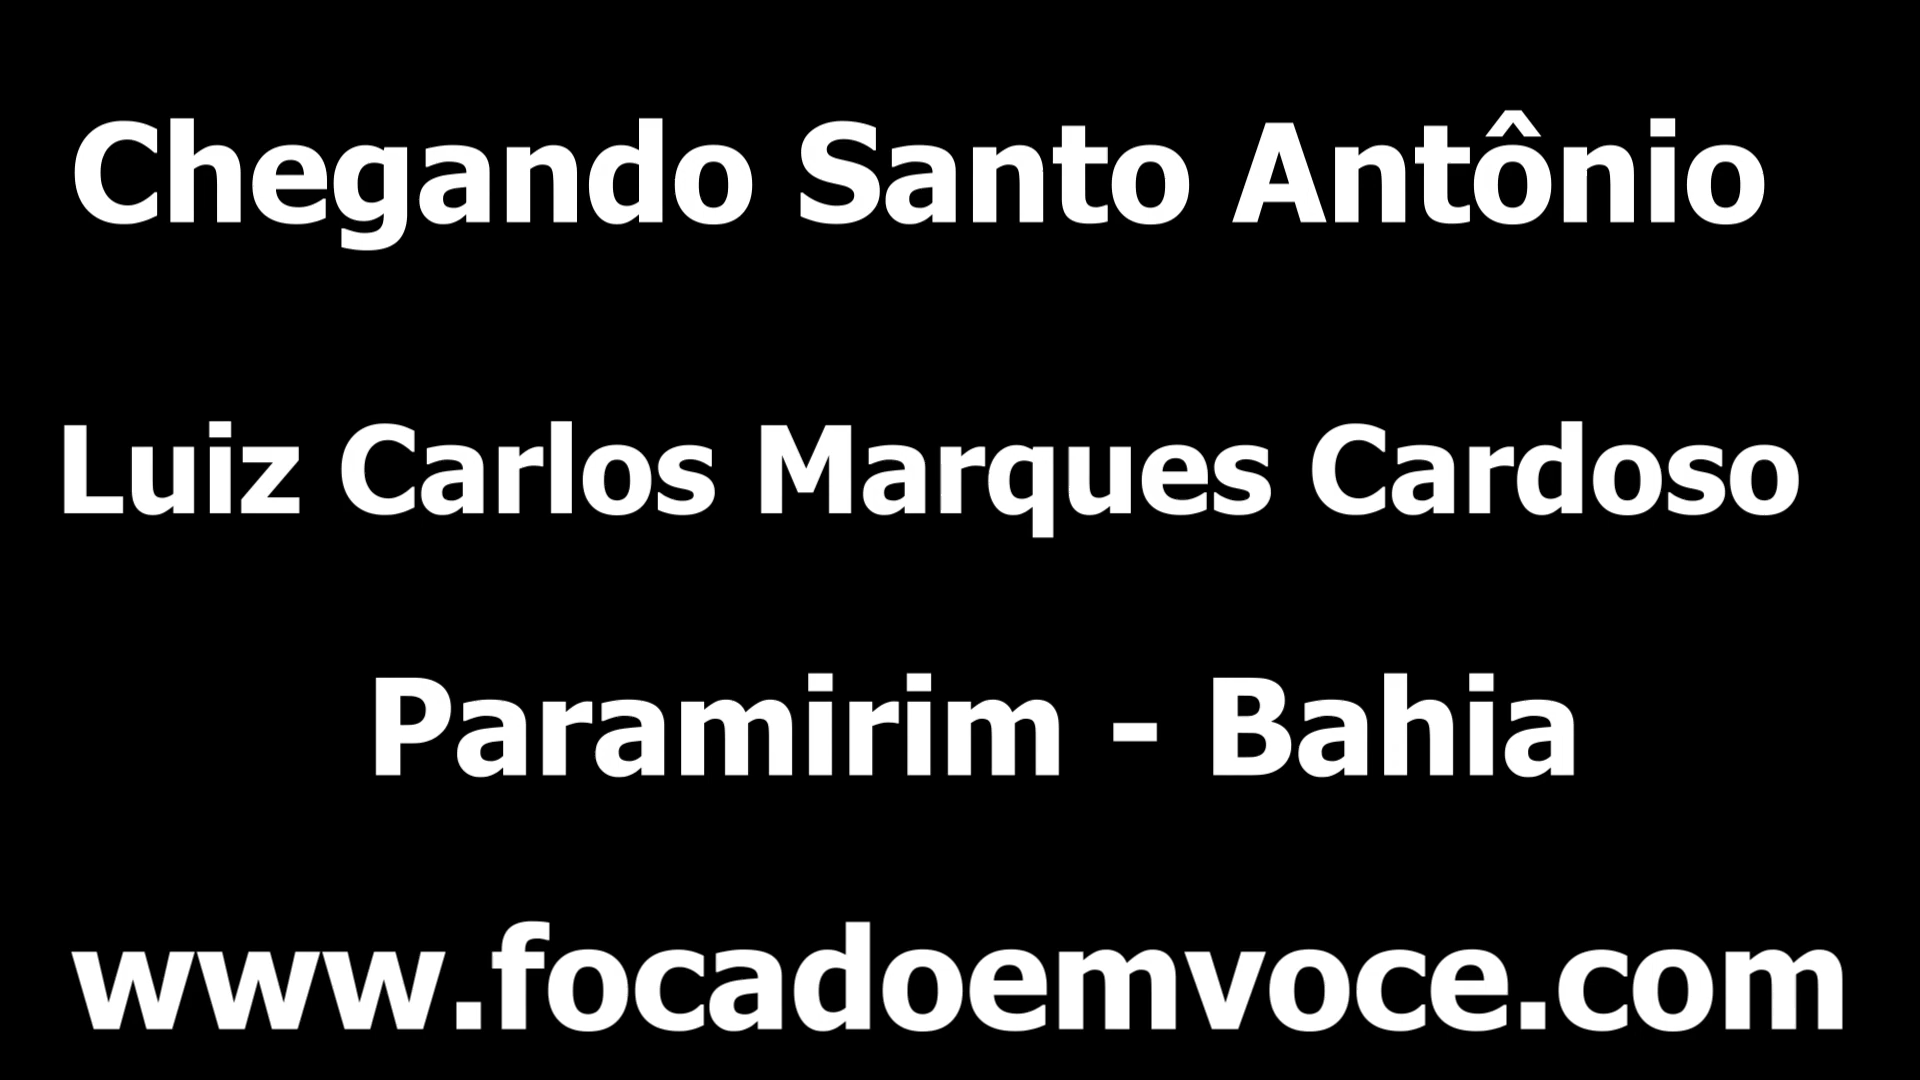 Chegando Santo Antônio
Luiz Carlos Marques Cardoso
Paramirim - Bahia
www.focadoemvoce.com